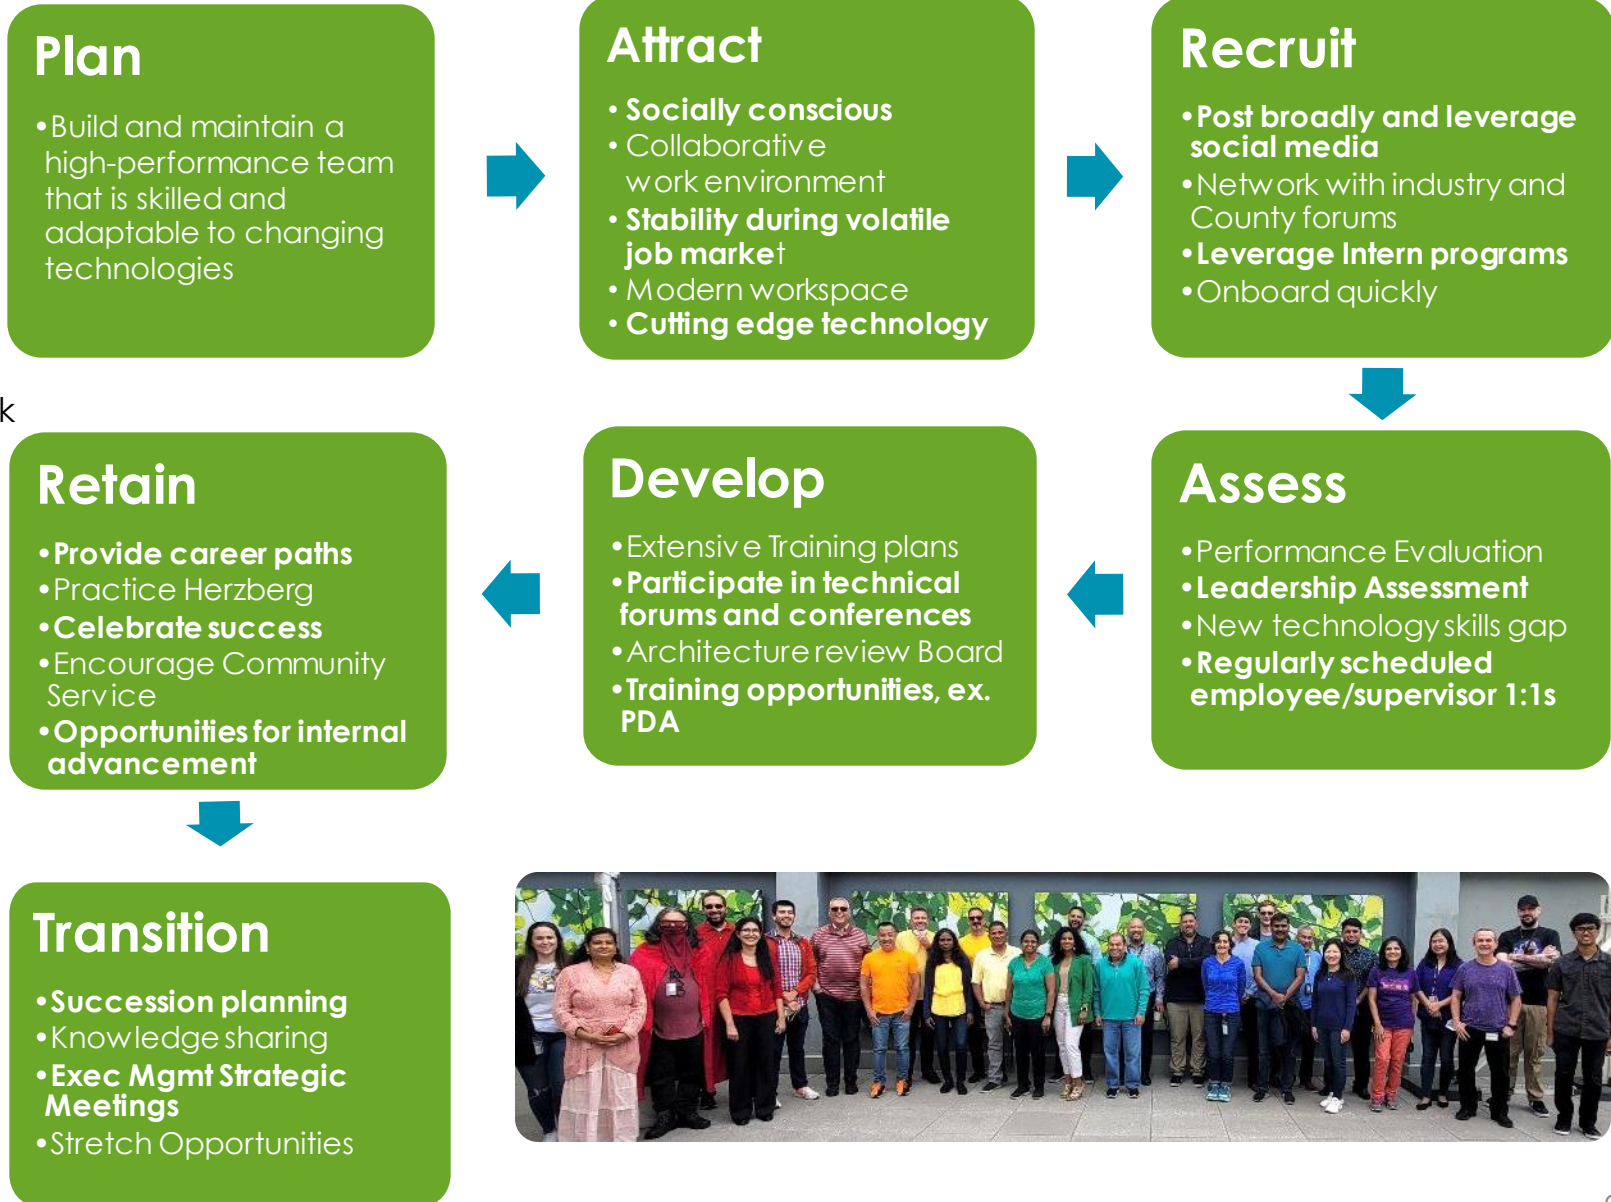 Plan
•Build and maintain a
high-performance team
that is skilled and
adaptable to changing
technologies
Attract
• Socially conscious
• Collaborative
work environment
• Stability during volatile
job market
• Modern workspace
• Cutting edge technology
Recruit
•Post broadly and leverage
social media
•Network with industry and
County forums
•Leverage Intern programs
•Onboard quickly
k
Assess
•Performance Evaluation
•Leadership Assessment
•New technology skills gap
•Regularly scheduled
employee/supervisor 1:1s
Develop
•Extensive Training plans
•Participate in technical
forums and conferences
•Architecture review Board
•Training opportunities, ex.
PDA
Retain
•Provide career paths
•Practice Herzberg
•Celebrate success
•Encourage Community
Service
•Opportunities for internal
advancement
Transition
•Succession planning
•Knowledge sharing
•Exec Mgmt Strategic
Meetings
•Stretch Opportunities